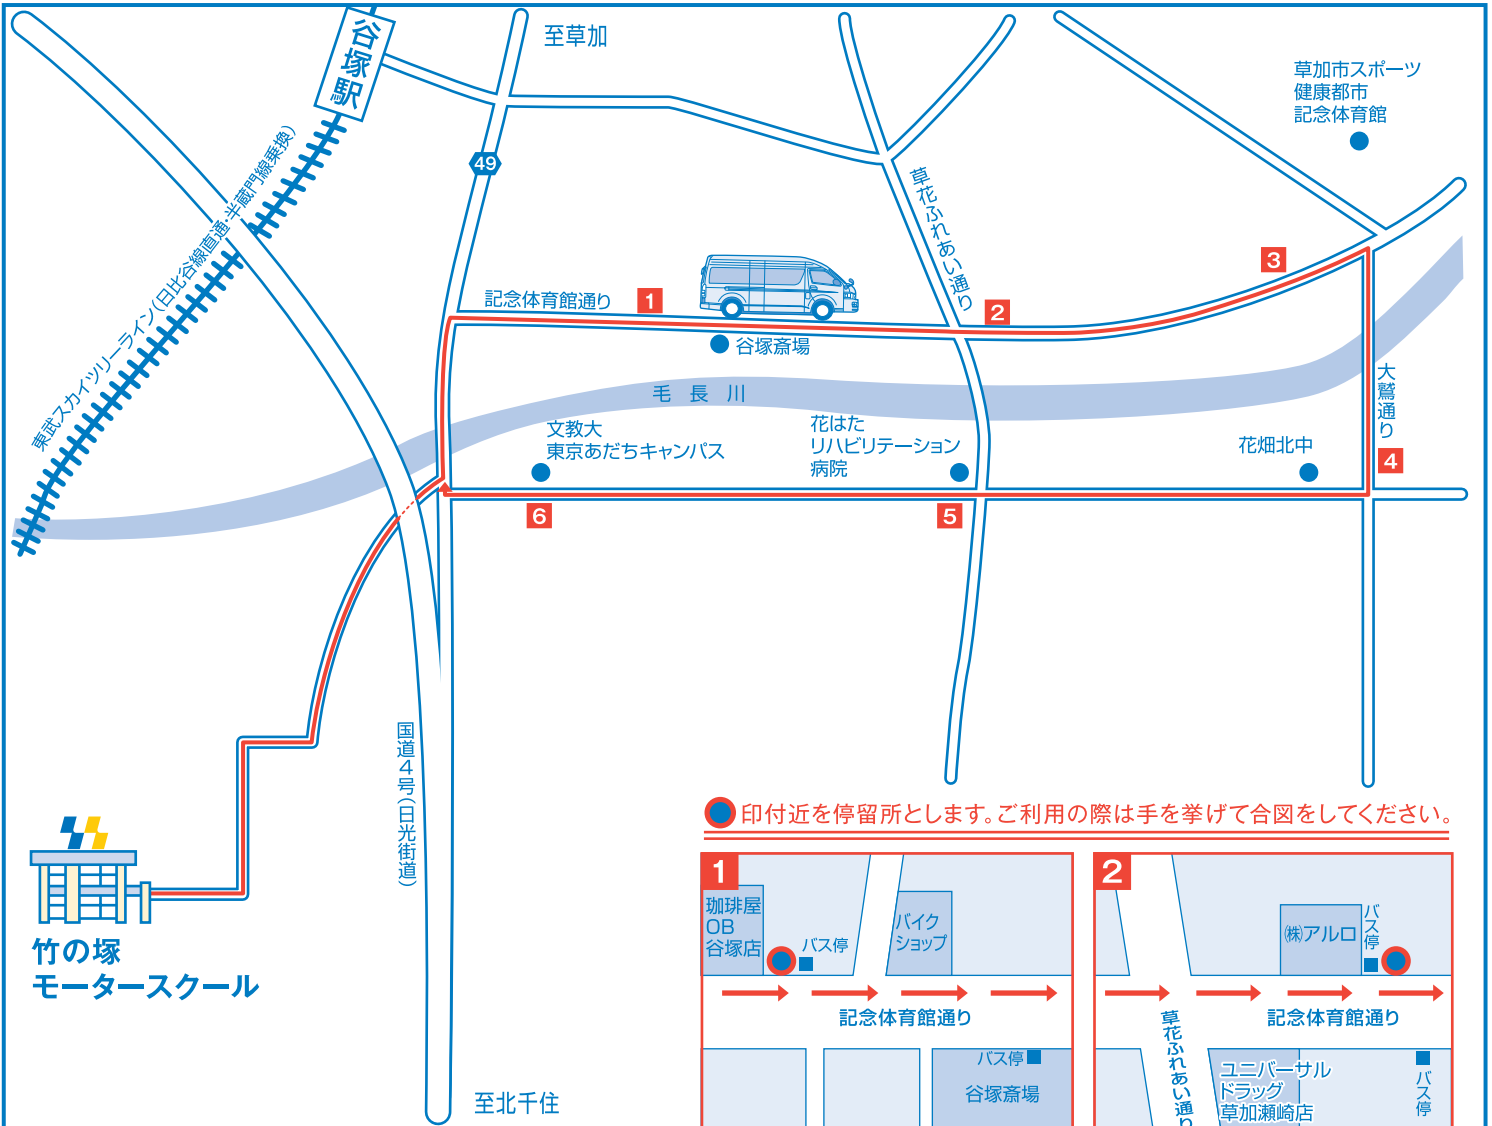 谷塚駅
至草加
49
東武スカイツリーライン(日比谷線直通・半蔵門線乗換)
草加市スポーツ
健康都市
記念体育館
草花ふれあい通り
記念体育館通り
1
2
3
谷塚斎場
毛長川
大鷲通り
文教大
東京あだちキャンパス
花はた
リハビリテーション
病院
花畑北中
4
6
5
国道4号(日光街道)
竹の塚
モータースクール
至北千住
印付近を停留所とします。ご利用の際は手を挙げて合図をしてください。
1
珈琲屋
OB
谷塚店
バス停
バイク
ショップ
記念体育館通り
バス停
谷塚斎場
2
㈱アルロ
バス停
記念体育館通り
草花ふれあい通り
ユニバーサル
ドラッグ
草加瀬崎店
バス停